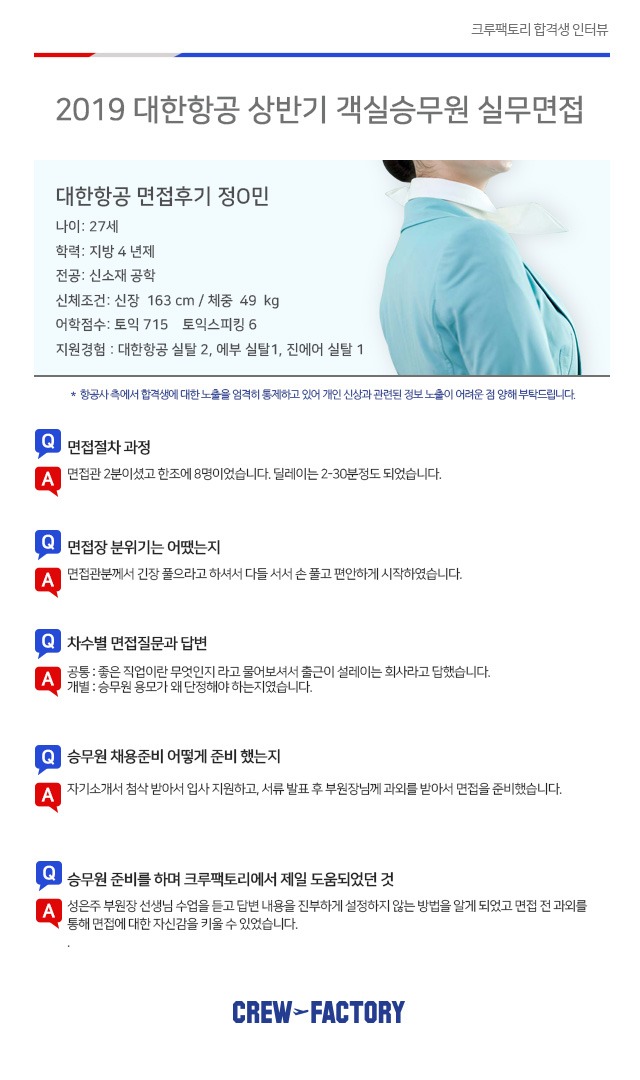 크루팩토리 합격생 인터뷰
2019 대한항공 상반기 객실승무원 실무면접
대한항공 면접후기 정O민
나이: 27세
학력: 지방 4 년제
전공: 신소재 공학
신체조건: 신장 163 cm / 체중 49 kg
어학점수: 토익 715 토익스피킹 6
지원경험 : 대한항공 실탈 2, 에부 실탈1, 진에어 실탈 1
* 항공사 측에서 합격생에 대한 노출을 엄격히 통제하고 있어 개인 신상과 관련된 정보 노출이 어려운 점 양해 부탁드립니다.
Q 면접절차 과정
A 면접관 2분이셨고 한조에 8명이었습니다. 딜레이는 2-30분정도 되었습니다.
Q 면접장 분위기는 어땠는지
A 면접관분께서 긴장 풀으라고 하셔서 다들 서서 손 풀고 편안하게 시작하였습니다.
Q 차수별 면접질문과 답변
A 공통 : 좋은 직업이란 무엇인지 라고 물어보셔서 출근이 설레이는 회사라고 답했습니다.
개별 : 승무원 용모가 왜 단정해야 하는지였습니다.
Q 승무원 채용준비 어떻게 준비 했는지
A 자기소개서 첨삭 받아서 입사 지원하고, 서류 발표 후 부원장님께 과외를 받아서 면접을 준비했습니다.
Q 승무원 준비를 하며 크루팩토리에서 제일 도움되었던 것
A 성은주 부원장 선생님 수업을 듣고 답변 내용을 진부하게 설정하지 않는 방법을 알게 되었고 면접 전 과외를
통해 면접에 대한 자신감을 키울 수 있었습니다.
.
CREW FACTORY